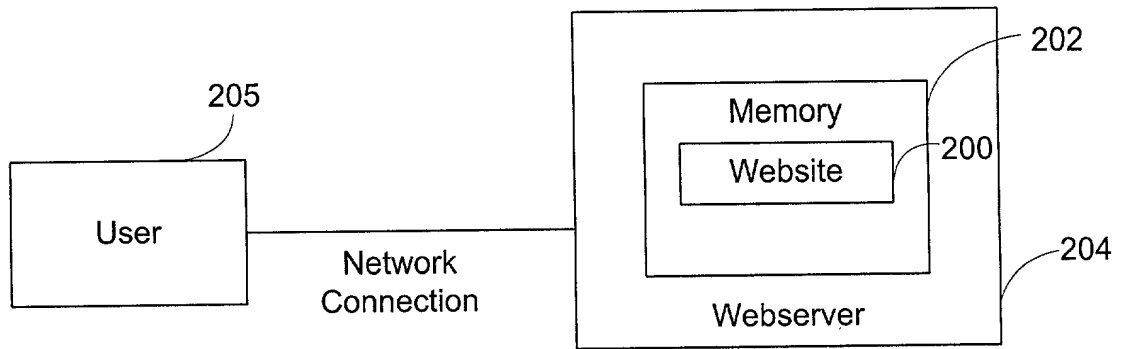 202
205
Memory
200
Website
User
204
Network
Connection
Webserver